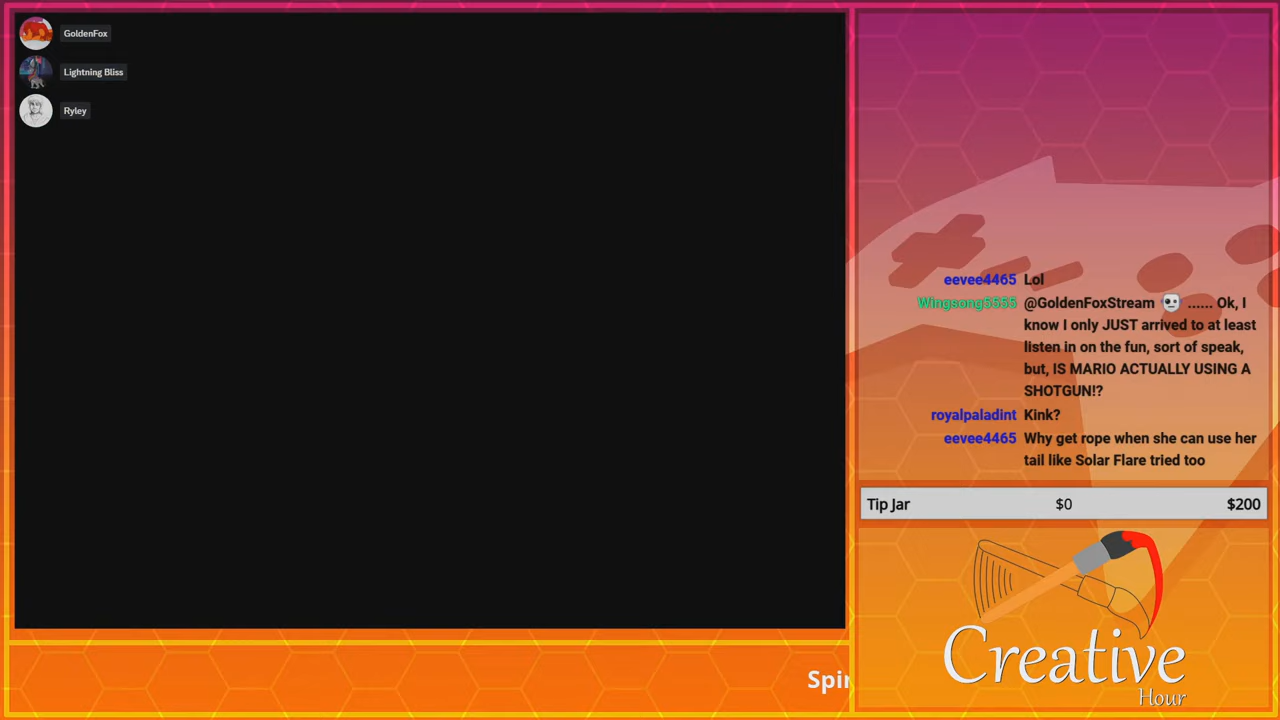 GoldenFox
Lightning Bliss
Ryley
eevee4465 Lol
Wingsong5555 @GoldenFoxStream ...... Ok, I
know I only JUST arrived to at least
listen in on the fun, sort of speak,
but, IS MARIO ACTUALLY USING A
SHOTGUN!?
royalpaladint Kink?
eevee4465 Why get rope when she can use her
tail like Solar Flare tried too
Tip Jar $0 $200
Creative
Hour